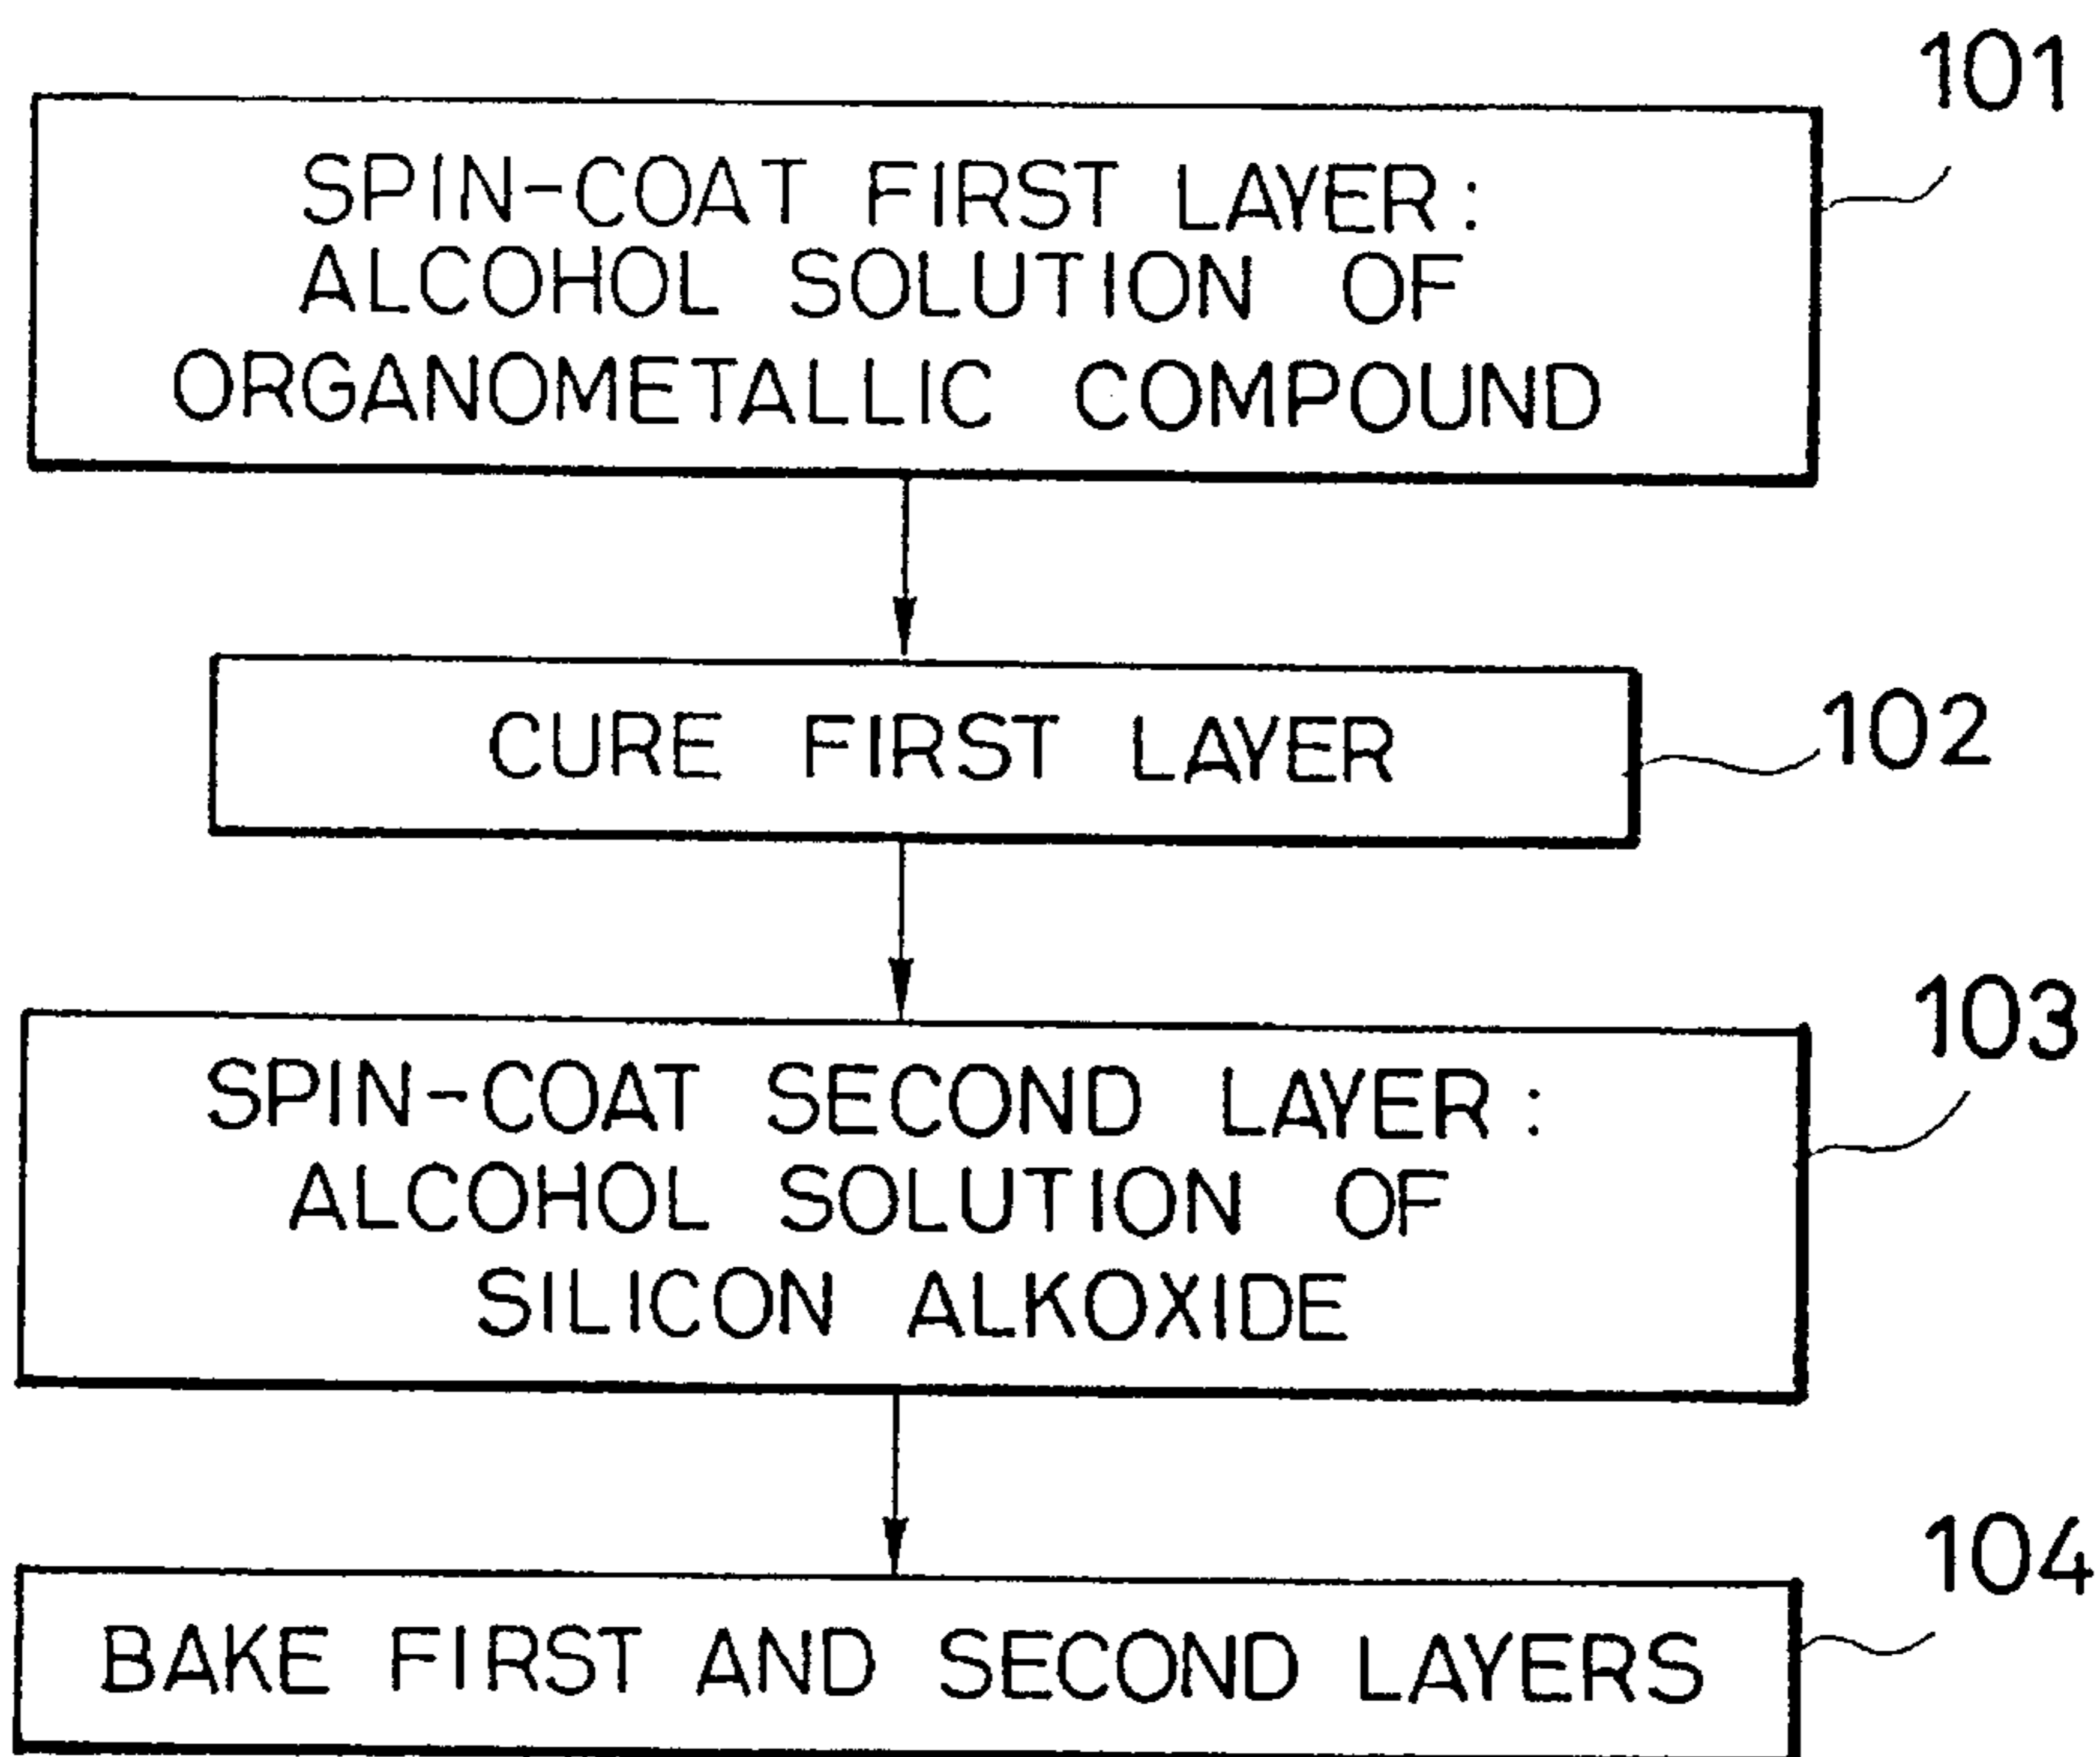 101
SPIN-COAT FIRST LAYER:
ALCOHOL SOLUTION OF
ORGANOMETALLIC COMPOUND
CURE FIRST LAYER
102
103
SPIN-COAT SECOND LAYER:
ALCOHOL SOLUTION OF
SILICON ALKOXIDE
104
BAKE FIRST AND SECOND LAYERS